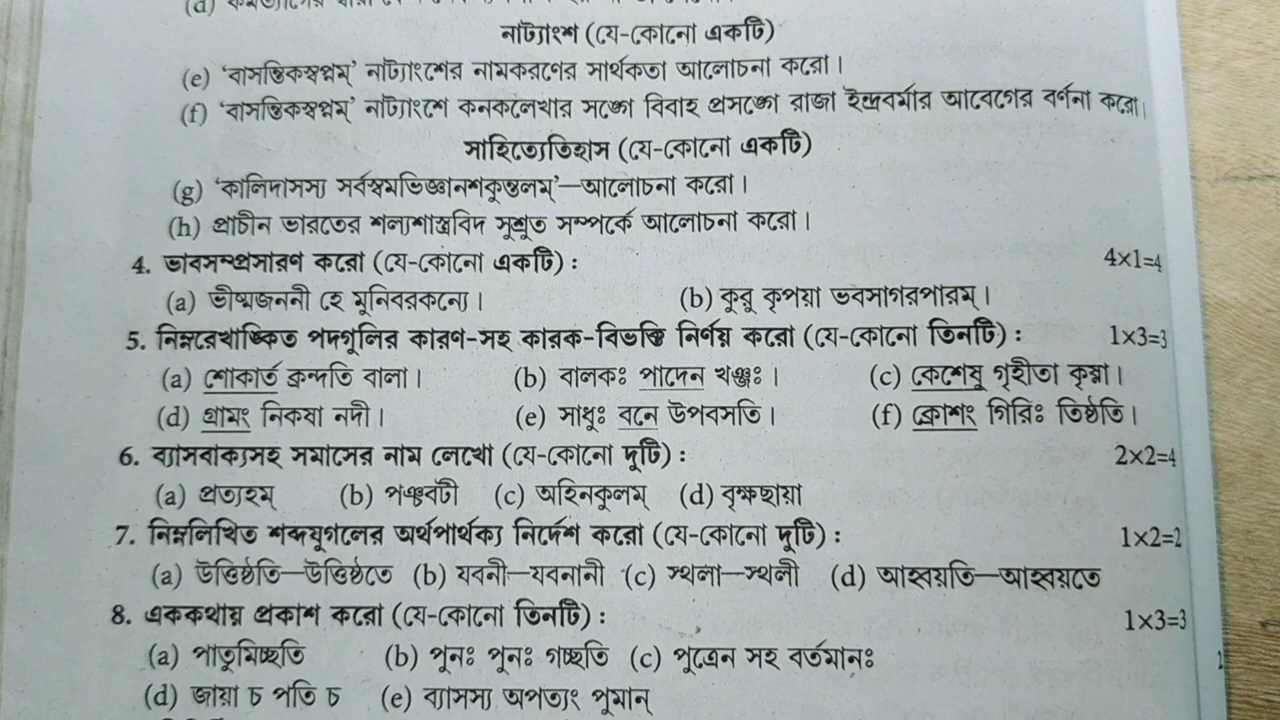 নাট্যাংশ (যে-কোনো একটি)
(e) ‘বাসন্তিকস্বপ্নম্’ নাট্যাংশের নামকরণের সার্থকতা আলোচনা করো।
(f) ‘বাসন্তিকস্বপ্নম্’ নাট্যাংশে কনকলেখার সঙ্গে বিবাহ প্রসঙ্গে রাজা ইন্দ্রবর্মার আবেগের বর্ণনা করো।
সাহিত্যেতিহাস (যে-কোনো একটি)
(g) ‘কালিদাসস্য সর্বস্বমভিজ্ঞানশকুন্তলম্’—আলোচনা করো।
(h) প্রাচীন ভারতের শল্যশাস্ত্রবিদ সুশ্রুত সম্পর্কে আলোচনা করো।
4. ভাবসম্প্রসারণ করো (যে-কোনো একটি) : 4×1=4
(a) ভীষ্মজননী হে মুনিবরকন্যে। (b) কুরু কৃপয়া ভবসাগরপারম্।
5. নিম্নরেখাঙ্কিত পদগুলির কারণ-সহ কারক-বিভক্তি নির্ণয় করো (যে-কোনো তিনটি) : 1×3=3
(a) শোকার্ত ক্রন্দতি বালা। (b) বালকঃ পাদেন খঞ্জঃ। (c) কেশেষু গৃহীতা কৃষ্ণা।
(d) গ্রামং নিকষা নদী। (e) সাধুঃ বনে উপবসতি। (f) ক্রোশং গিরিঃ তিষ্ঠতি।
6. ব্যাসবাক্যসহ সমাসের নাম লেখো (যে-কোনো দুটি) : 2×2=4
(a) প্রত্যহম্ (b) পঞ্চবটী (c) অহিনকুলম্ (d) বৃক্ষছায়া
7. নিম্নলিখিত শব্দযুগলের অর্থপার্থক্য নির্দেশ করো (যে-কোনো দুটি) : 1×2=2
(a) উত্তিষ্ঠতি—উত্তিষ্ঠতে (b) যবনী—যবনানী (c) স্থলা—স্থলী (d) আহ্বয়তি—আহ্বয়তে
8. এককথায় প্রকাশ করো (যে-কোনো তিনটি) : 1×3=3
(a) পাতুমিচ্ছতি (b) পুনঃ পুনঃ গচ্ছতি (c) পুত্রেন সহ বর্তমানঃ
(d) জায়া চ পতি চ (e) ব্যাসস্য অপত্যং পুমান্